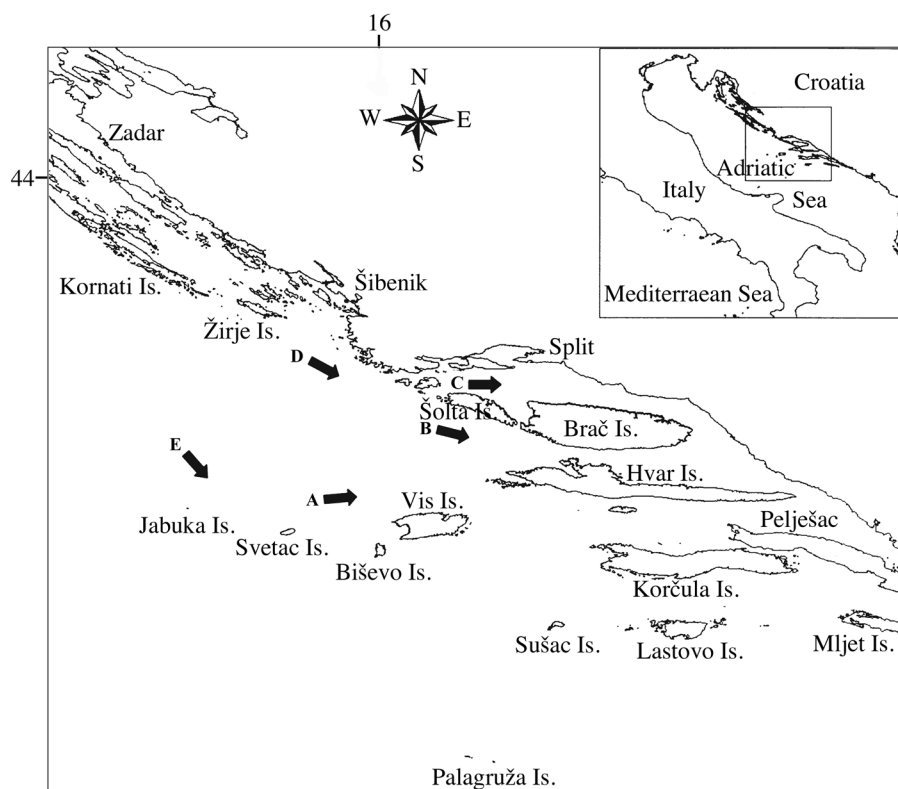 16
N
W
E
S
Croatia
Zadar
44
Adriatic
Italy
Sea
Kornati Is.
Šibenik
Mediterraean Sea
Žirje Is.
Split
D
C
Šolta Is.
B
Brač Is.
E
Hvar Is.
A
Vis Is.
Jabuka Is.
Pelješac
Svetac Is.
Biševo Is.
Korčula Is.
Sušac Is.
Lastovo Is.
Mljet Is.
Palagruža Is.